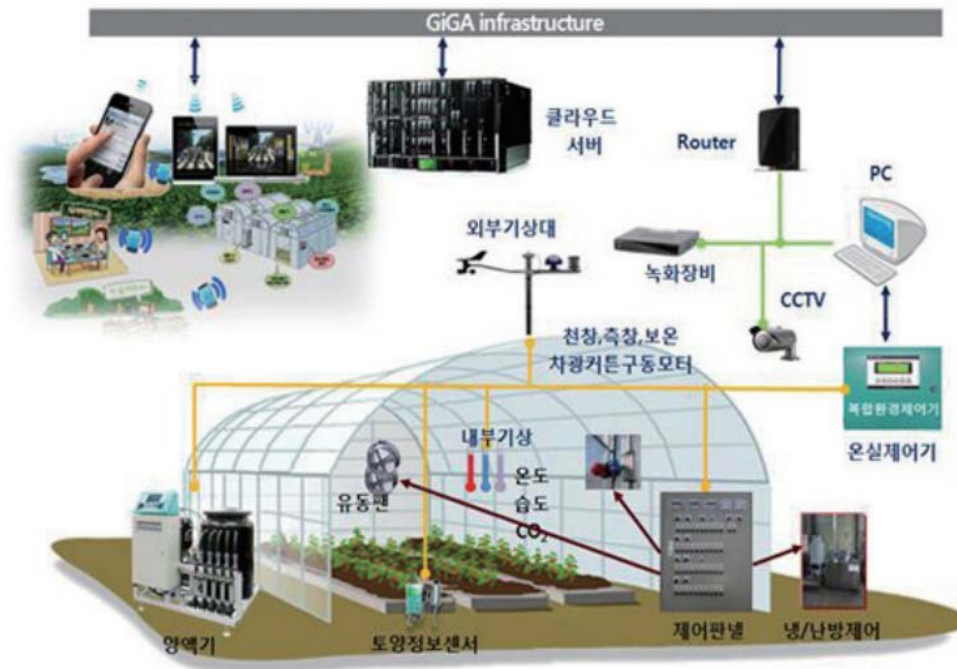 GiGA infrastructure
클라우드
서버
Router
PC
외부기상대
녹화장비
CCTV
천창,측창,보온
차광커튼구동모터
복합환경제어기
온실제어기
내부기상
유동팬
온도
습도
CO₂
양액기
토양정보센서
제어판넬
냉/난방제어